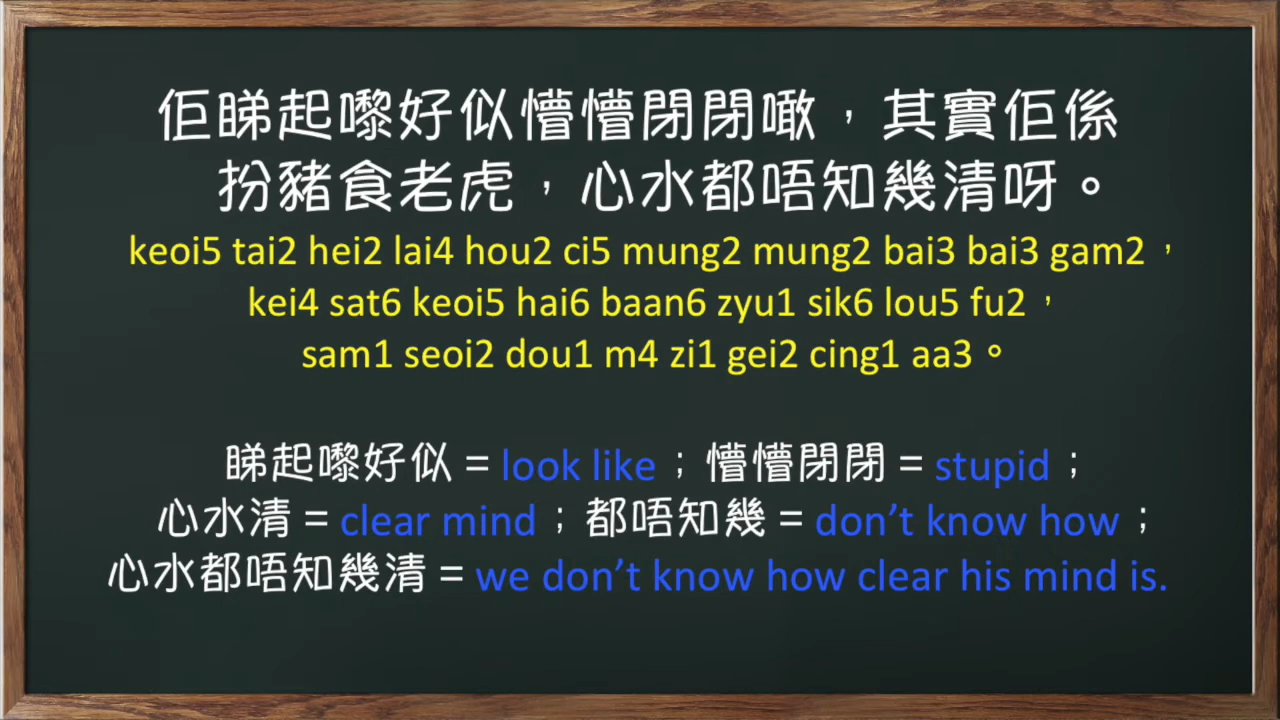 佢睇起嚟好似懵懵閉閉噉，其實佢係
扮豬食老虎，心水都唔知幾清呀。
keoi5 tai2 hei2 lai4 hou2 ci5 mung2 mung2 bai3 bai3 gam2，
kei4 sat6 keoi5 hai6 baan6 zyu1 sik6 lou5 fu2，
sam1 seoi2 dou1 m4 zi1 gei2 cing1 aa3。
睇起嚟好似 = look like；懵懵閉閉 = stupid；
心水清 = clear mind；都唔知幾 = don’t know how；
心水都唔知幾清 = we don’t know how clear his mind is.